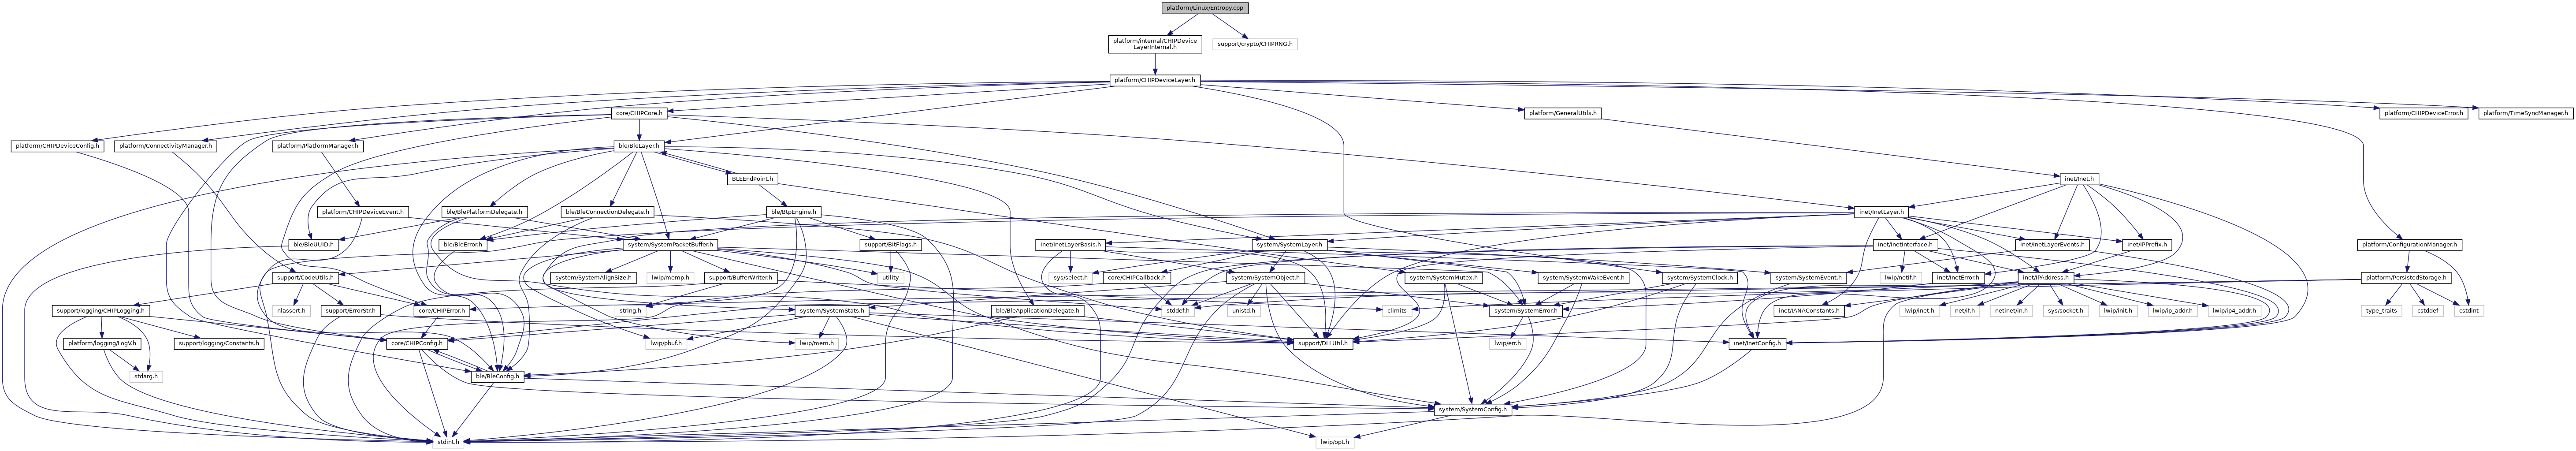 platform/Linux/Entropy.cpp
platform/internal/CHIPDevice
LayerInternal.h
support/crypto/CHIPRNG.h
platform/CHIPDeviceLayer.h
core/CHIPCore.h
platform/GeneralUtils.h
platform/CHIPDeviceError.h
platform/TimeSyncManager.h
platform/CHIPDeviceConfig.h
platform/ConnectivityManager.h
platform/PlatformManager.h
ble/BleLayer.h
BLEEndPoint.h
inet/Inet.h
platform/CHIPDeviceEvent.h
ble/BlePlatformDelegate.h
ble/BleConnectionDelegate.h
ble/BtpEngine.h
inet/InetLayer.h
ble/BleUUID.h
ble/BleError.h
system/SystemPacketBuffer.h
support/BitFlags.h
inet/InetLayerBasis.h
system/SystemLayer.h
inet/InetInterface.h
inet/InetLayerEvents.h
inet/IPPrefix.h
platform/ConfigurationManager.h
support/CodeUtils.h
system/SystemAlignSize.h
lwip/memp.h
support/BufferWriter.h
utility
sys/select.h
core/CHIPCallback.h
system/SystemObject.h
system/SystemMutex.h
system/SystemWakeEvent.h
system/SystemClock.h
system/SystemEvent.h
lwip/netif.h
inet/InetError.h
inet/IPAddress.h
platform/PersistedStorage.h
support/logging/CHIPLogging.h
nlassert.h
support/ErrorStr.h
core/CHIPError.h
string.h
system/SystemStats.h
ble/BleApplicationDelegate.h
stddef.h
unistd.h
system/SystemError.h
climits
inet/IANAConstants.h
lwip/inet.h
net/if.h
netinet/in.h
sys/socket.h
lwip/init.h
lwip/ip_addr.h
lwip/ip4_addr.h
type_traits
cstddef
cstdint
platform/logging/LogV.h
support/logging/Constants.h
core/CHIPConfig.h
lwip/pbuf.h
lwip/mem.h
support/DLLUtil.h
lwip/err.h
inet/InetConfig.h
stdarg.h
ble/BleConfig.h
system/SystemConfig.h
stdint.h
lwip/opt.h